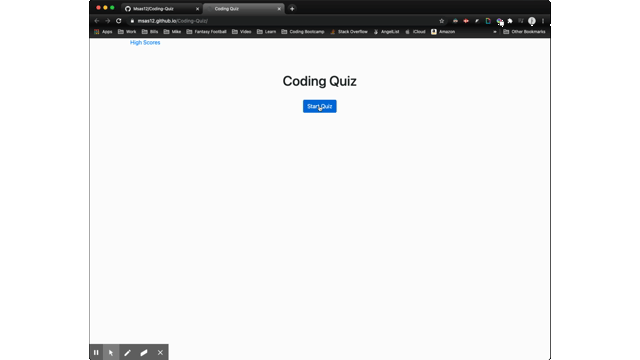 Msas12/Coding-Quiz
Coding Quiz
msas12.github.io/Coding-Quiz/
Apps Work Bills Mike Fantasy Football Video Learn Coding Bootcamp Stack Overflow AngelList iCloud Amazon » Other Bookmarks
High Scores
Coding Quiz
Start Quiz